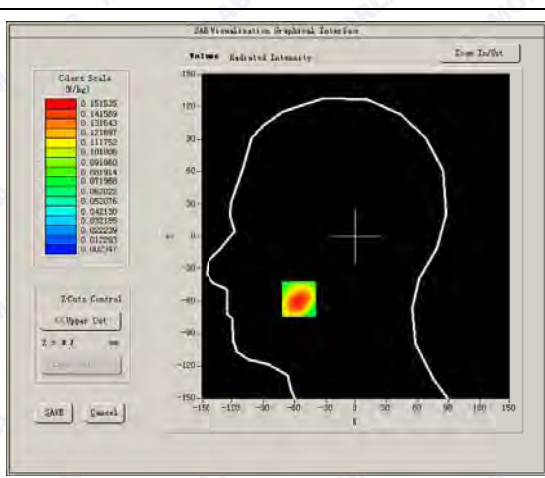 SAR Visualisation Graphical Interface
Volume Radiated Intensity
Zoom In/Out
Colors Scale
(W/kg)
0.151535
0.141589
0.131643
0.121697
0.111752
0.101806
0.091860
0.081914
0.071968
0.062022
0.052076
0.042130
0.032185
0.022239
0.012293
0.002347
150
120
90
60
30
0
-30
-60
-90
-120
-150
-150 -120 -90 -60 -30 0 30 60 90 120 150
X
Z-Cuts Control
<<Upper Cut
mm
SAVE
Cancel